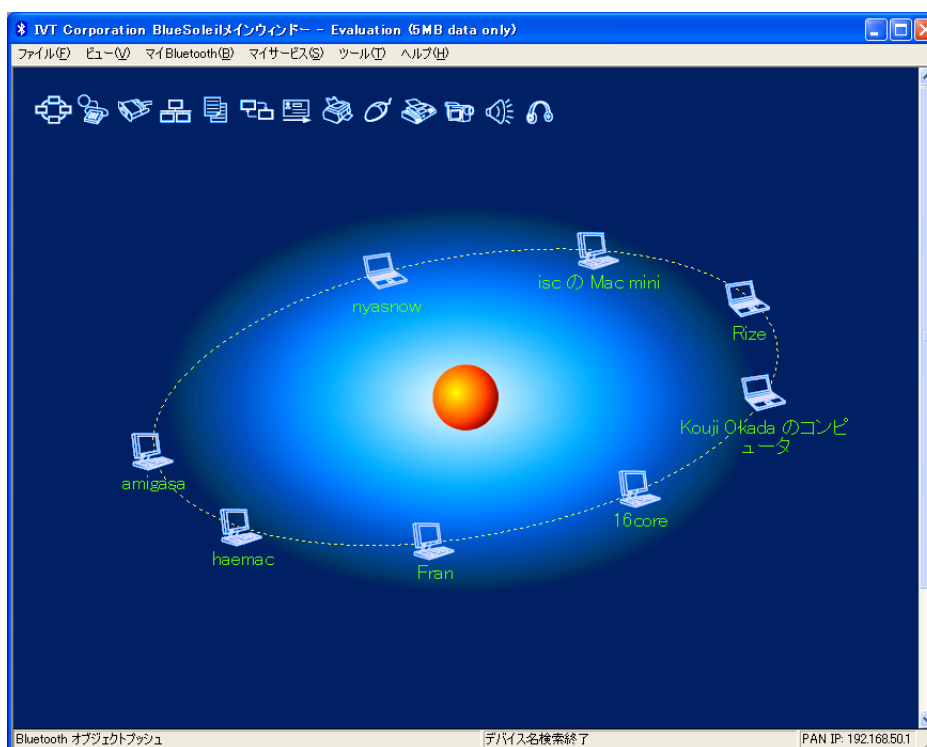 IVT Corporation BlueSoleilメインウィンドー - Evaluation (5MB data only)
ファイル(F) ビュー(V) マイBluetooth(B) マイサービス(S) ツール(T) ヘルプ(H)
isc の Mac mini
nyasnow
Rize
Kouji Okada のコンピ
ュータ
amigasa
16core
haemac
Fran
Bluetooth オブジェクトプッシュ デバイス名検索終了 PAN IP: 192.168.50.1